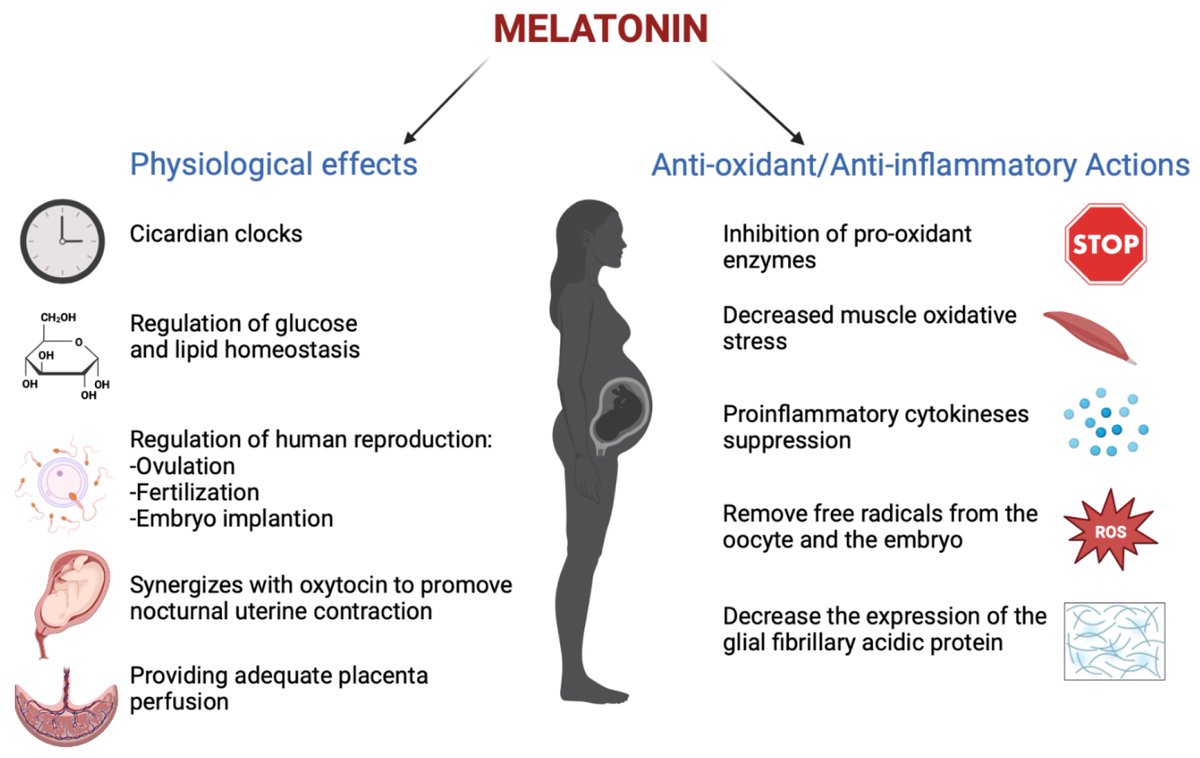 MELATONIN
Physiological effects
Cicardian clocks
CH₂OH
O
OH
OH
OH
OH
Regulation of glucose
and lipid homeostasis
Regulation of human reproduction:
-Ovulation
-Fertilization
-Embryo implantion
Synergizes with oxytocin to promote
nocturnal uterine contraction
Providing adequate placenta
perfusion
Anti-oxidant/Anti-inflammatory Actions
Inhibition of pro-oxidant
enzymes
STOP
Decreased muscle oxidative
stress
Proinflammatory cytokineses
suppression
Remove free radicals from the
oocyte and the embryo
ROS
Decrease the expression of the
glial fibrillary acidic protein